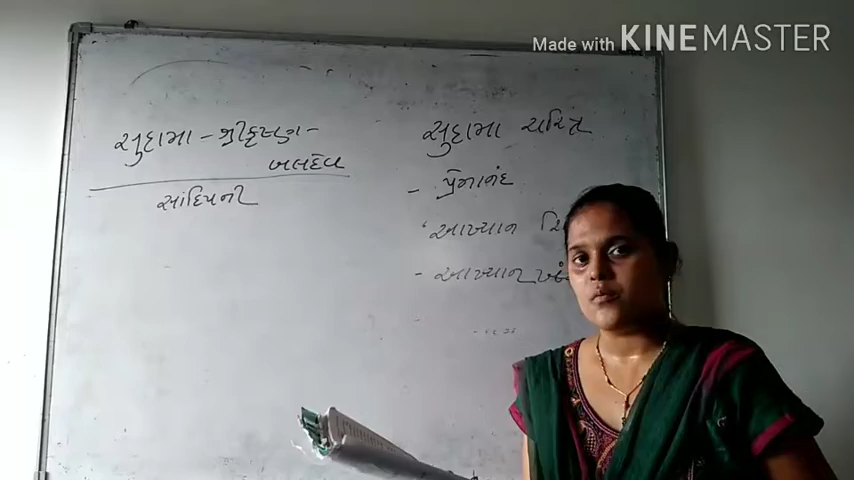 Made with KINEMASTER
સુદામા - શ્રીકૃષ્ણ -
બલદેવ
સાંદિપની
સુદામા ચરિત્ર
- પ્રેમાનંદ
આખ્યાન
- આખ્યાન